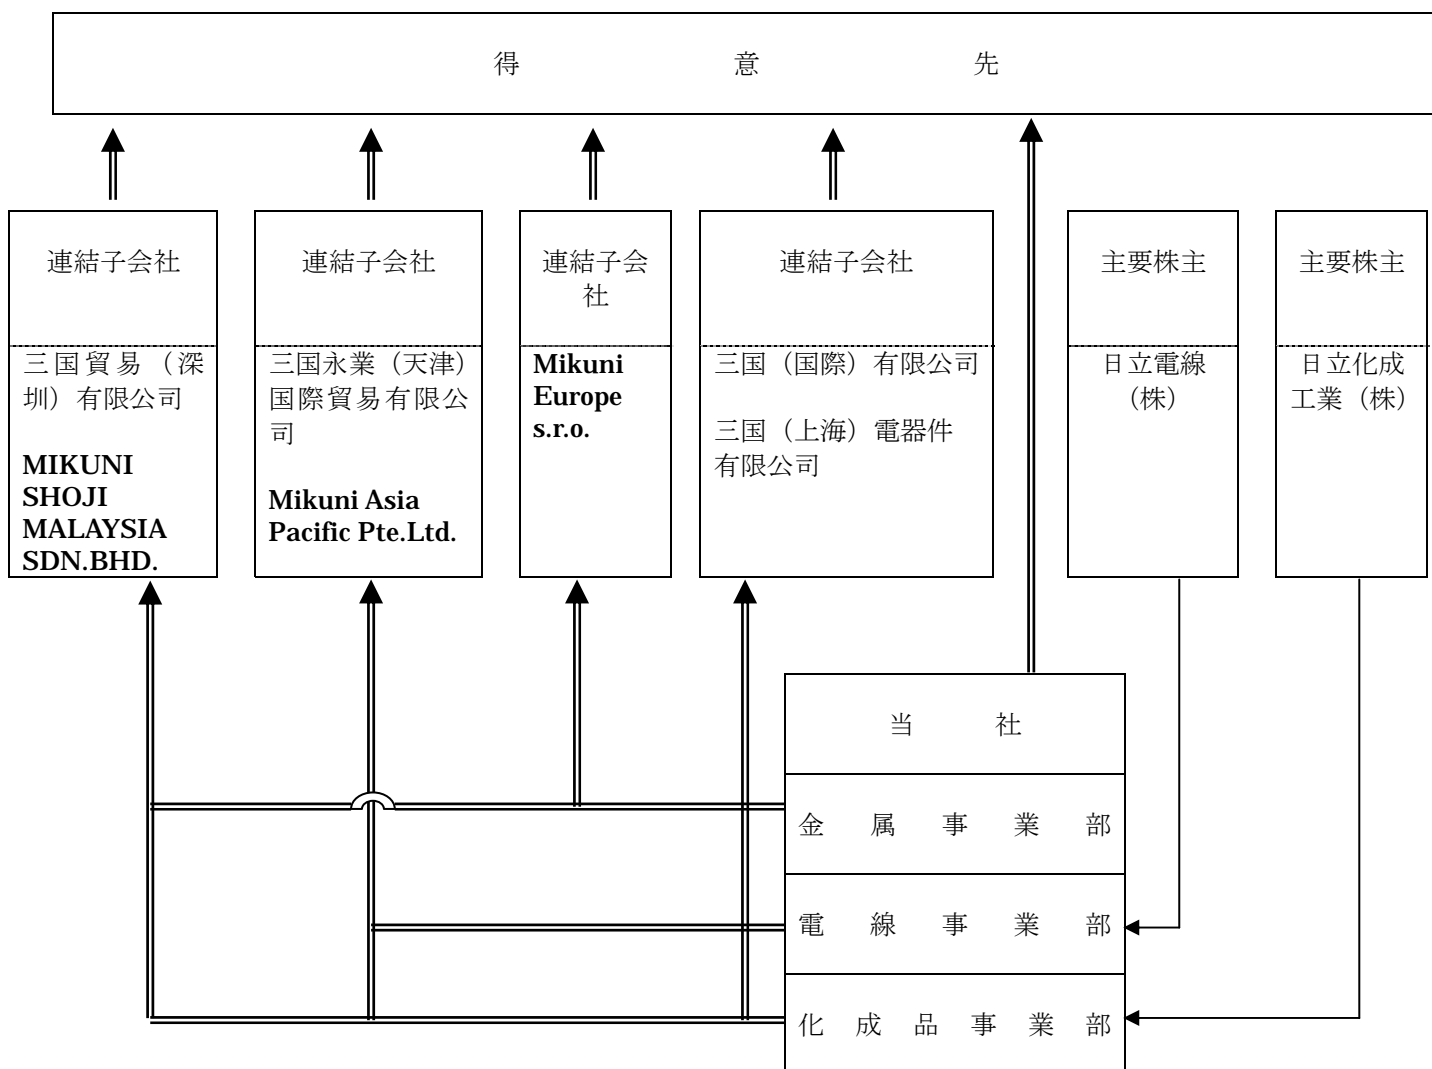 得意先
連結子会社
三国貿易（深
圳）有限公司
MIKUNI
SHOJI
MALAYSIA
SDN.BHD.
連結子会社
三国永業（天津）
国際貿易有限公
司
Mikuni Asia
Pacific Pte.Ltd.
連結子会
社
Mikuni
Europe
s.r.o.
連結子会社
三国（国際）有限公司
三国（上海）電器件
有限公司
主要株主
日立電線
（株）
主要株主
日立化成
工業（株）
当社
金属事業部
電線事業部
化成品事業部